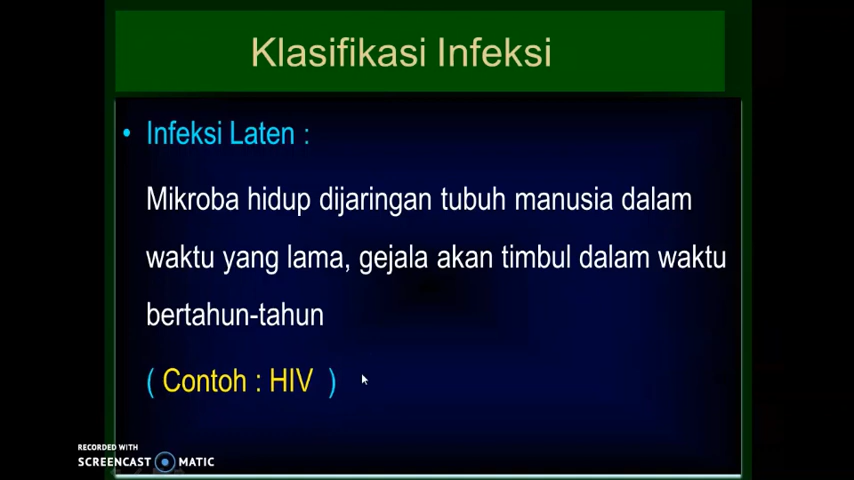 Klasifikasi Infeksi
• Infeksi Laten :
Mikroba hidup dijaringan tubuh manusia dalam
waktu yang lama, gejala akan timbul dalam waktu
bertahun-tahun
( Contoh : HIV )
RECORDED WITH
SCREENCAST MATIC